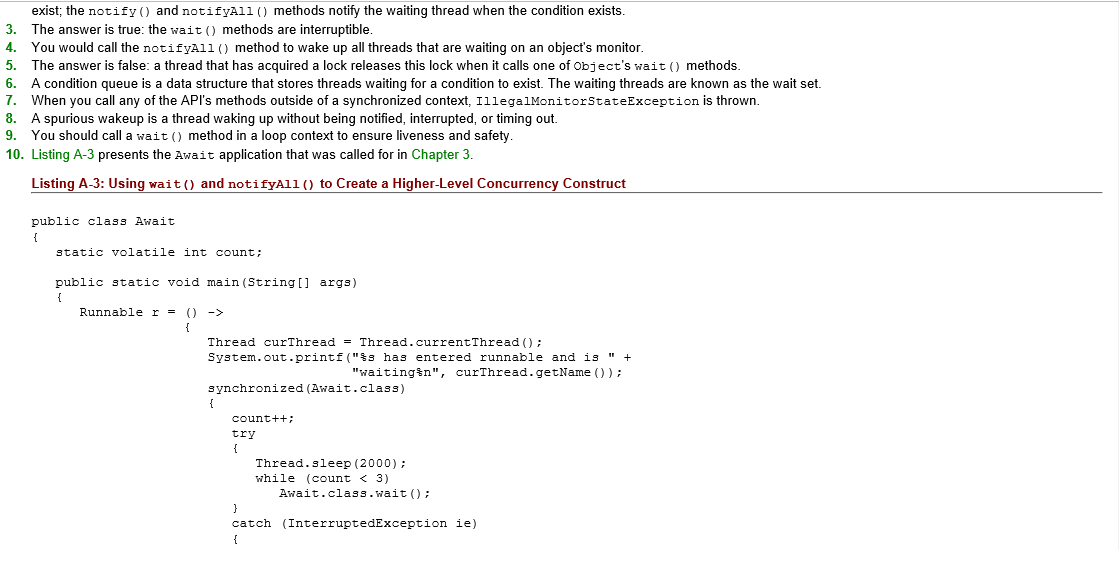 exist; the notify() and notifyAll() methods notify the waiting thread when the condition exists.
3. The answer is true: the wait() methods are interruptible.
4. You would call the notifyAll() method to wake up all threads that are waiting on an object's monitor.
5. The answer is false: a thread that has acquired a lock releases this lock when it calls one of Object's wait() methods.
6. A condition queue is a data structure that stores threads waiting for a condition to exist. The waiting threads are known as the wait set.
7. When you call any of the API's methods outside of a synchronized context, IllegalMonitorStateException is thrown.
8. A spurious wakeup is a thread waking up without being notified, interrupted, or timing out.
9. You should call a wait() method in a loop context to ensure liveness and safety.
10. Listing A-3 presents the Await application that was called for in Chapter 3.
Listing A-3: Using wait() and notifyAll() to Create a Higher-Level Concurrency Construct
public class Await
{
   static volatile int count;
   public static void main(String[] args)
   {
      Runnable r = () ->
                   {
                      Thread curThread = Thread.currentThread();
                      System.out.printf("%s has entered runnable and is " +
                                        "waiting%n", curThread.getName());
                      synchronized(Await.class)
                      {
                         count++;
                         try
                         {
                            Thread.sleep(2000);
                            while (count < 3)
                               Await.class.wait();
                         }
                         catch (InterruptedException ie)
                         {